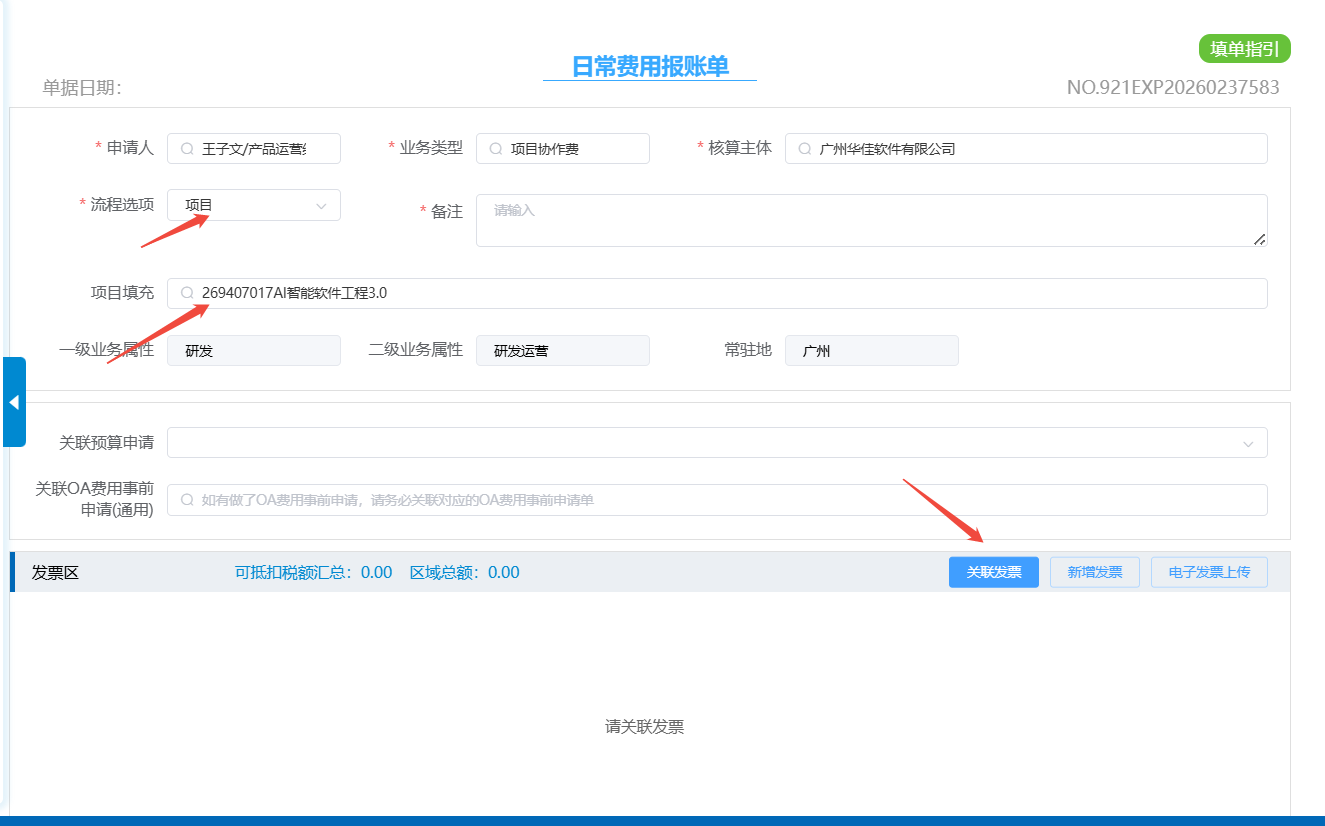 填单指引
日常费用报账单
单据日期：
NO.921EXP20260237583
* 申请人 王子文/产品运营 * 业务类型 项目协作费 * 核算主体 广州华佳软件有限公司
* 流程选项 项目 * 备注 请输入
项目填充 269407017AI智能软件工程3.0
一级业务属性 研发 二级业务属性 研发运营 常驻地 广州
关联预算申请
关联OA费用事前
申请(通用) 如有做了OA费用事前申请，请务必关联对应的OA费用事前申请单
发票区 可抵扣税额汇总：0.00 区域总额：0.00 关联发票 新增发票 电子发票上传
请关联发票